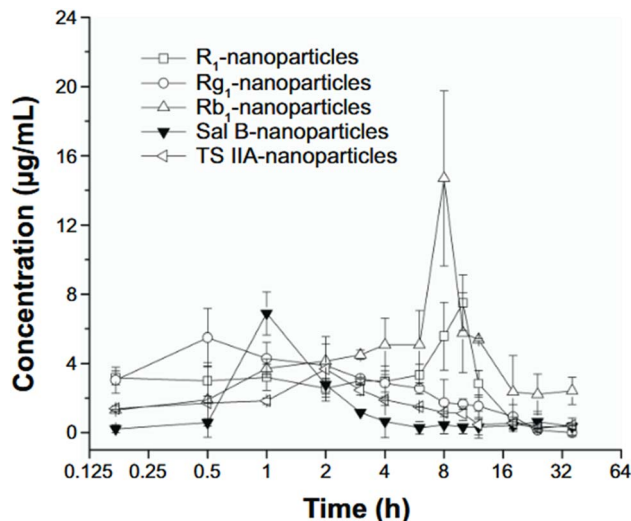 24
20
16
12
8
4
0
Concentration (µg/mL)
R₁-nanoparticles
Rg₁-nanoparticles
Rb₁-nanoparticles
Sal B-nanoparticles
TS IIA-nanoparticles
0.125 0.25 0.5 1 2 4 8 16 32 64
Time (h)